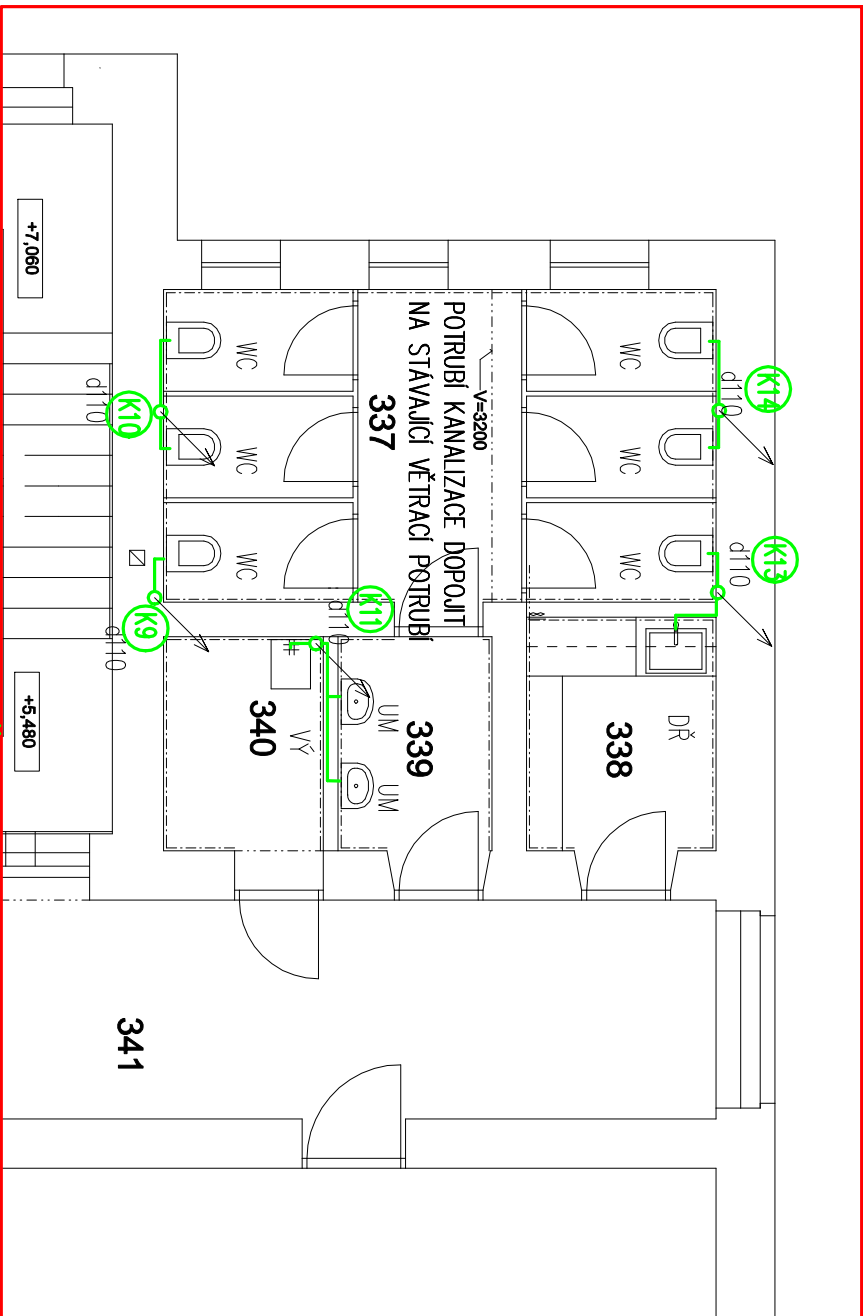 +7,060
+5,480
d110
K10
K9
d110
WC
WC
WC
POTRUBÍ KANALIZACE DOPOJIT
NA STÁVAJÍCÍ VĚTRACÍ POTRUBÍ
V=3200
337
WC
WC
WC
K14
d110
K13
d110
K11
d110
340
VÝ
339
UM
UM
338
DŘ
341